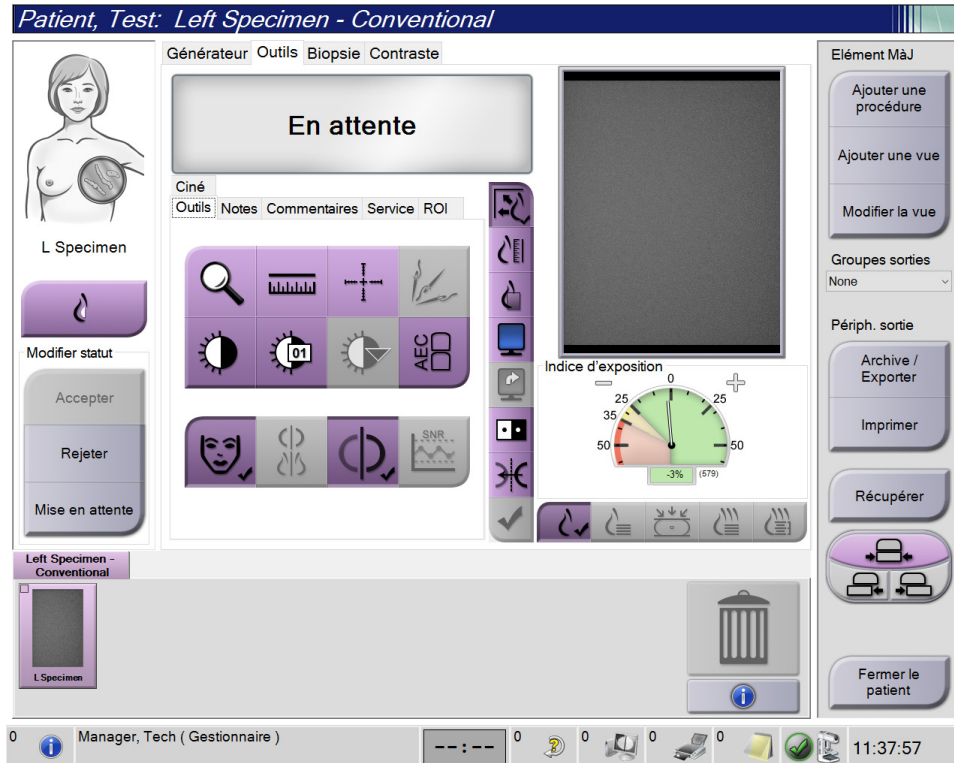 Patient, Test: Left Specimen - Conventional
Générateur Outils Biopsie Contraste
En attente
Ciné
Outils Notes Commentaires Service ROI
01
AEC
SNR
L Specimen
Modifier statut
Accepter
Rejeter
Mise en attente
Indice d'exposition
0
25
25
35
50
50
-3%
(579)
Elément MàJ
Ajouter une
procédure
Ajouter une vue
Modifier la vue
Groupes sorties
None
Périph. sortie
Archive /
Exporter
Imprimer
Récupérer
Fermer le
patient
Left Specimen -
Conventional
L Specimen
0
Manager, Tech ( Gestionnaire )
--:--
0
0
0
0
11:37:57